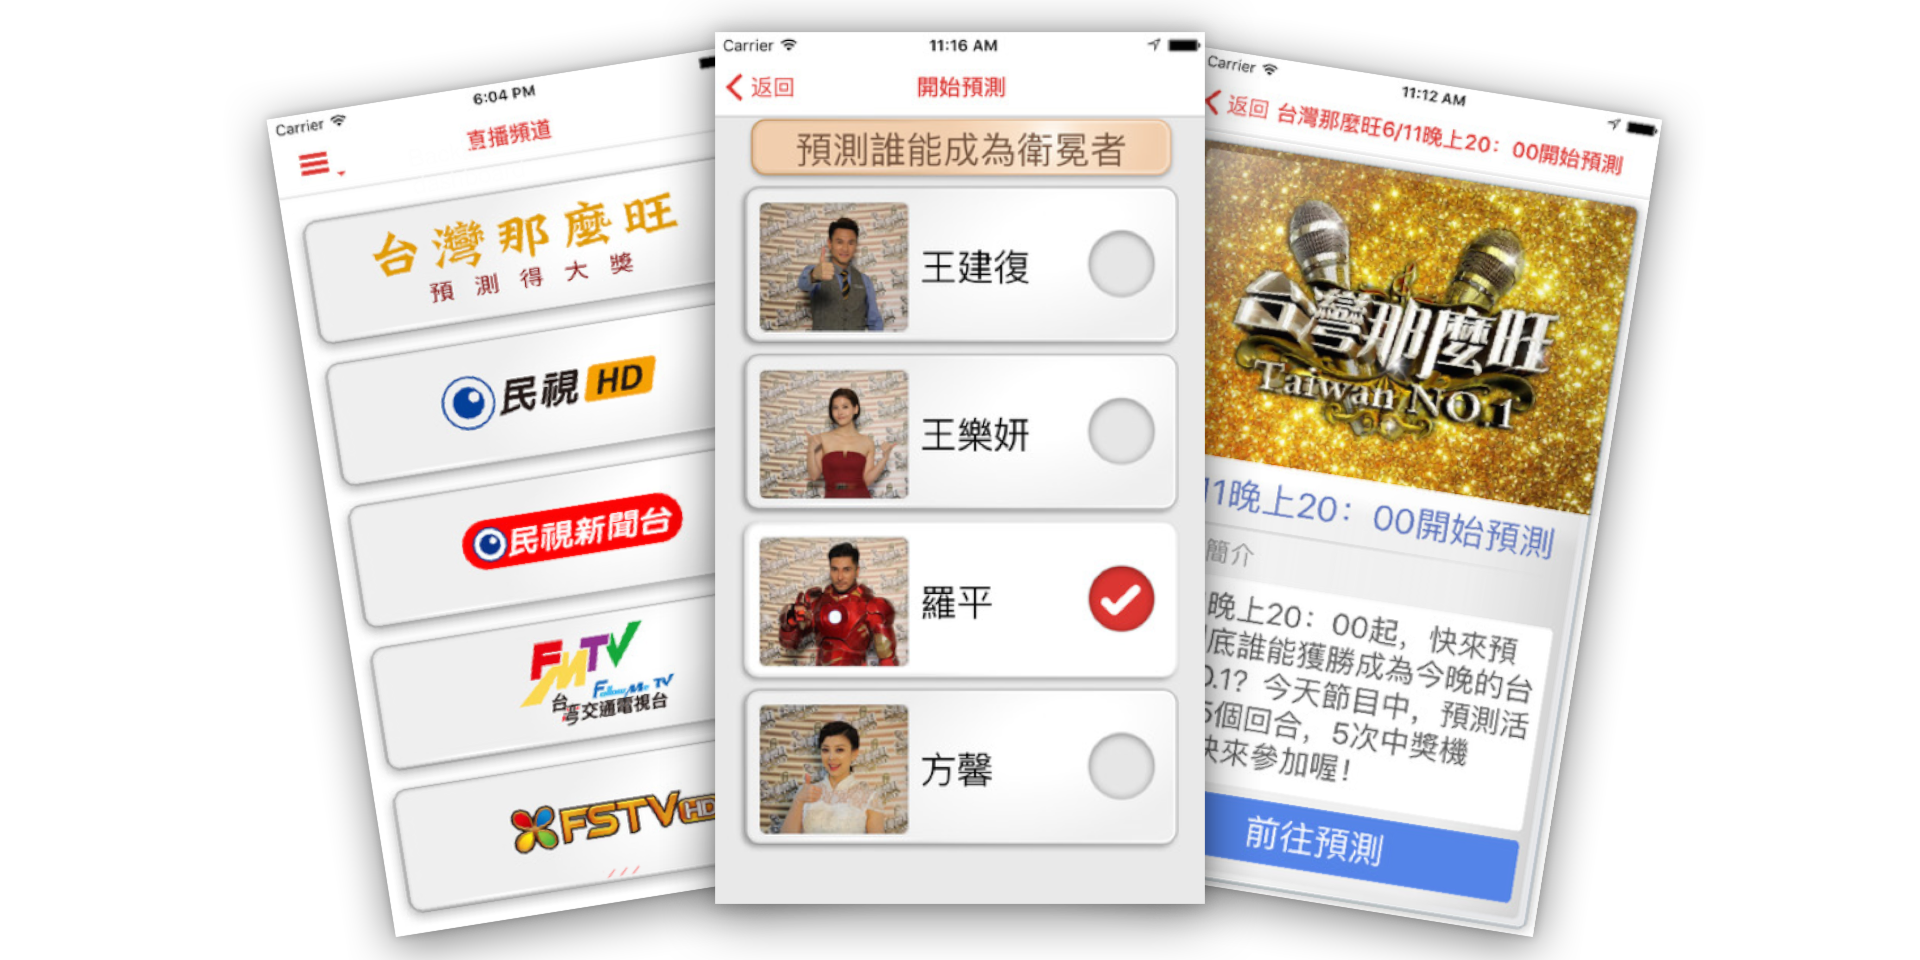 Carrier
6:04 PM
直播頻道
台灣那麼旺
預測得大獎
民視 HD
民視新聞台
FMTV
Follow Me TV
台灣交通電視台
FSTV HD
Carrier
11:16 AM
返回
開始預測
預測誰能成為衛冕者
王建復
王樂妍
羅平
方馨
Carrier
11:12 AM
返回 台灣那麼旺6/11晚上20：00開始預測
台灣那麼旺
Taiwan NO.1
11晚上20：00開始預測
簡介
晚上20：00起，快來預
底誰能獲勝成為今晚的台
O.1？今天節目中，預測活
5個回合，5次中獎機
快來參加喔！
前往預測